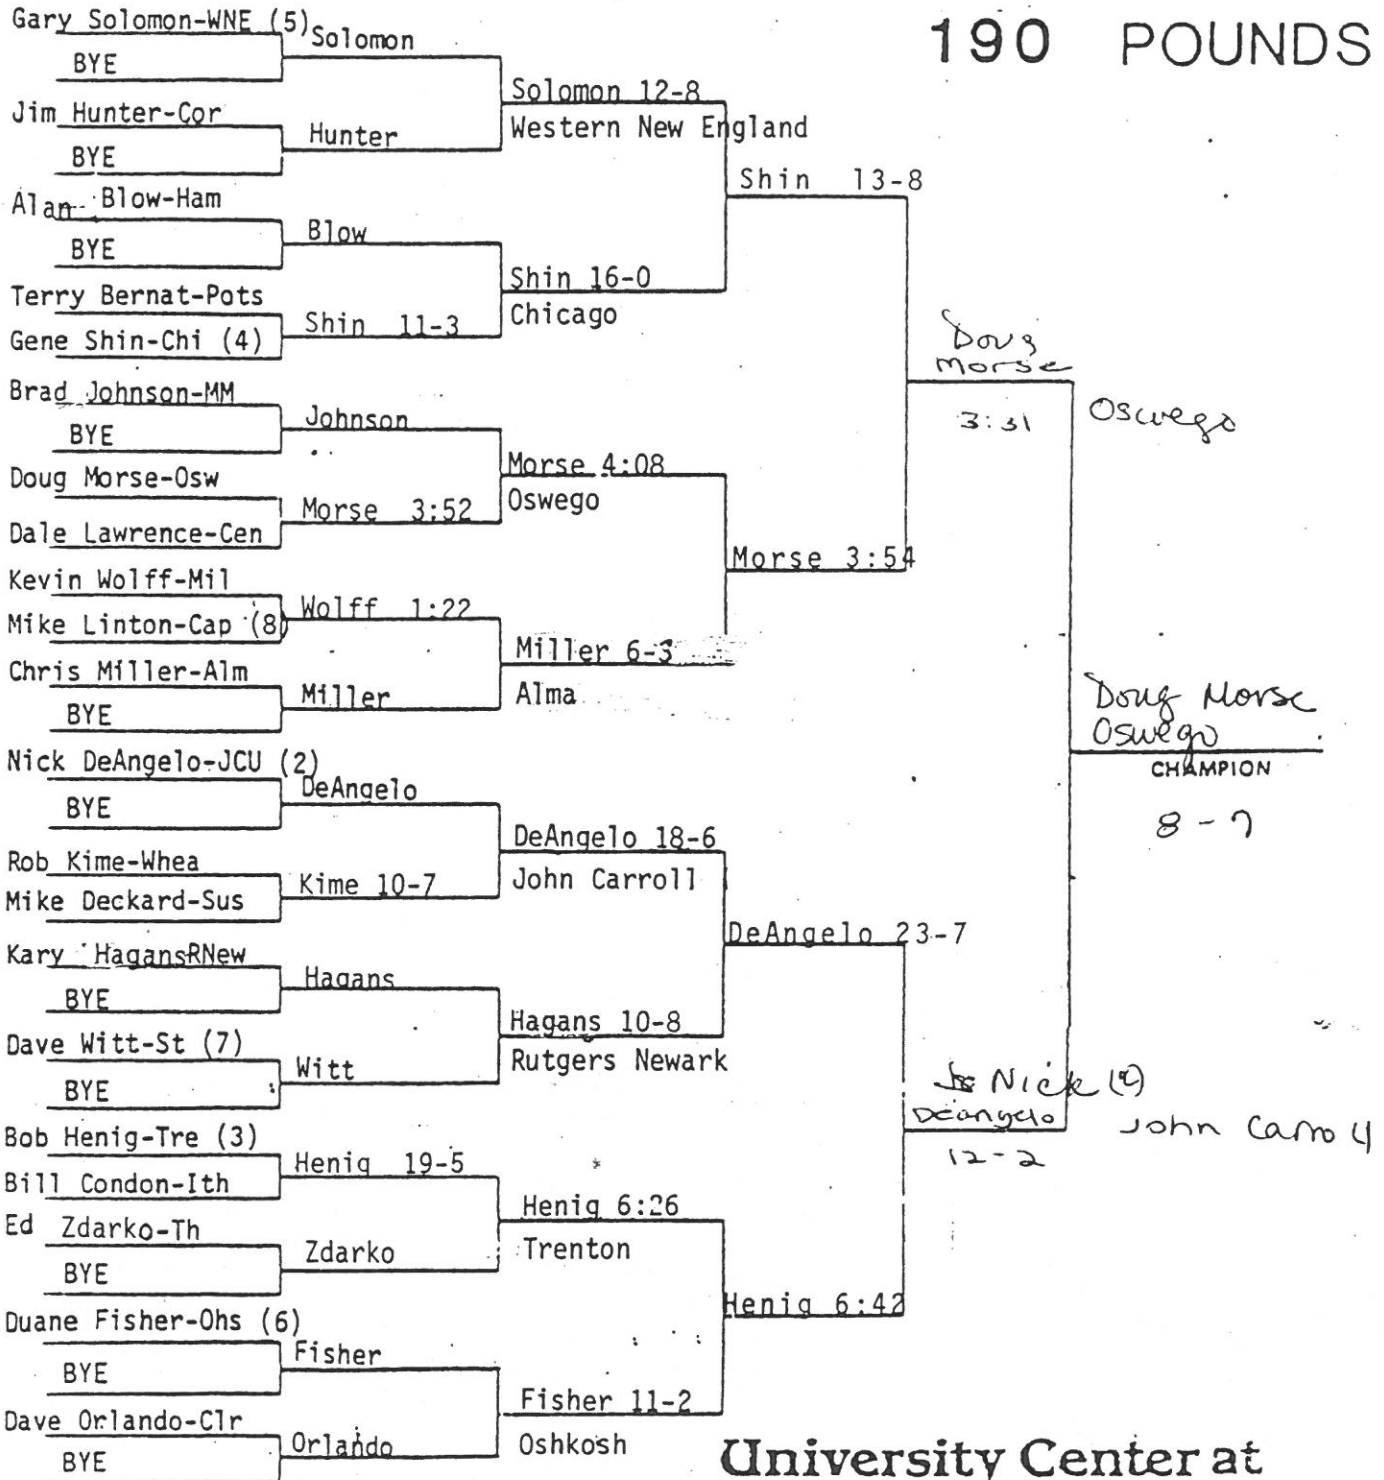 190 POUNDS
Gary Solomon-WNE (5)
BYE
Jim Hunter-Cor
BYE
Alan Blow-Ham
BYE
Terry Bernat-Pots
Gene Shin-Chi (4)
Brad Johnson-MM
BYE
Doug Morse-Osw
Dale Lawrence-Cen
Kevin Wolff-Mil
Mike Linton-Cap (8)
Chris Miller-Alm
BYE
Nick DeAngelo-JCU (2)
BYE
Rob Kime-Whea
Mike Deckard-Sus
Kary HagansRNew
BYE
Dave Witt-St (7)
BYE
Bob Henig-Tre (3)
Bill Condon-Ith
Ed Zdarko-Th
BYE
Duane Fisher-Ohs (6)
BYE
Dave Orlando-Clr
BYE
Solomon
Hunter
Blow
Shin 11-3
Johnson
Morse 3:52
Wolff 1:22
Miller
DeAngelo
Kime 10-7
Hagans
Witt
Henig 19-5
Zdarko
Fisher
Orlando
Solomon 12-8
Western New England
Shin 16-0
Chicago
Morse 4:08
Oswego
Miller 6-3
Alma
DeAngelo 18-6
John Carroll
Hagans 10-8
Rutgers Newark
Henig 6:26
Trenton
Fisher 11-2
Oshkosh
Shin 13-8
Morse 3:54
DeAngelo 23-7
Henig 6:42
Doug
Morse
3:31
Oswego
Nick (2)
Deangelo
12-2
John Carroll
Doug Morse
Oswego
CHAMPION
8-7
University Center at